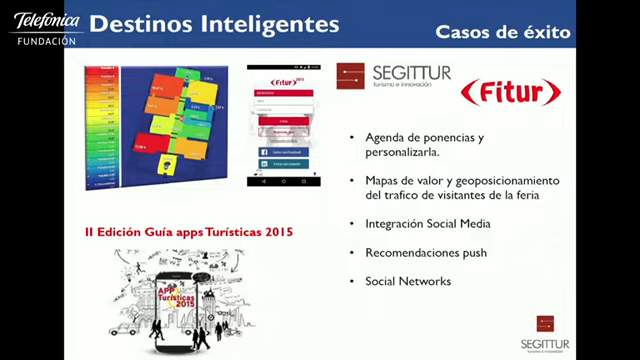 Telefónica
FUNDACIÓN
Destinos Inteligentes
Casos de éxito
Fitur
SEGITTUR
turismo e innovación
Fitur
• Agenda de ponencias y
personalizarla.
• Mapas de valor y geoposicionamiento
del trafico de visitantes de la feria
• Integración Social Media
• Recomendaciones push
• Social Networks
II Edición Guía apps Turísticas 2015
APPS
Turísticas
2015
SEGITTUR
turismo e innovación